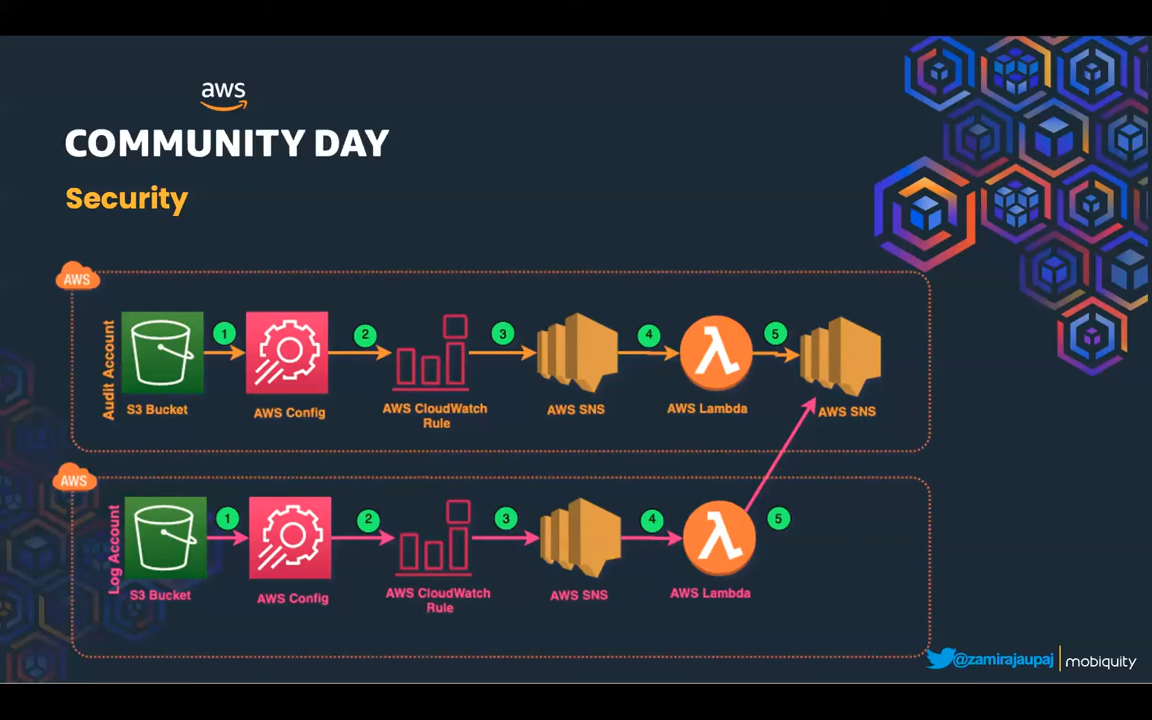 aws
COMMUNITY DAY
Security
AWS
Audit Account
1
2
3
4
5
S3 Bucket
AWS Config
AWS CloudWatch
Rule
AWS SNS
AWS Lambda
AWS SNS
AWS
Log Account
1
2
3
4
5
S3 Bucket
AWS Config
AWS CloudWatch
Rule
AWS SNS
AWS Lambda
@zamirajaupaj
mobiquity